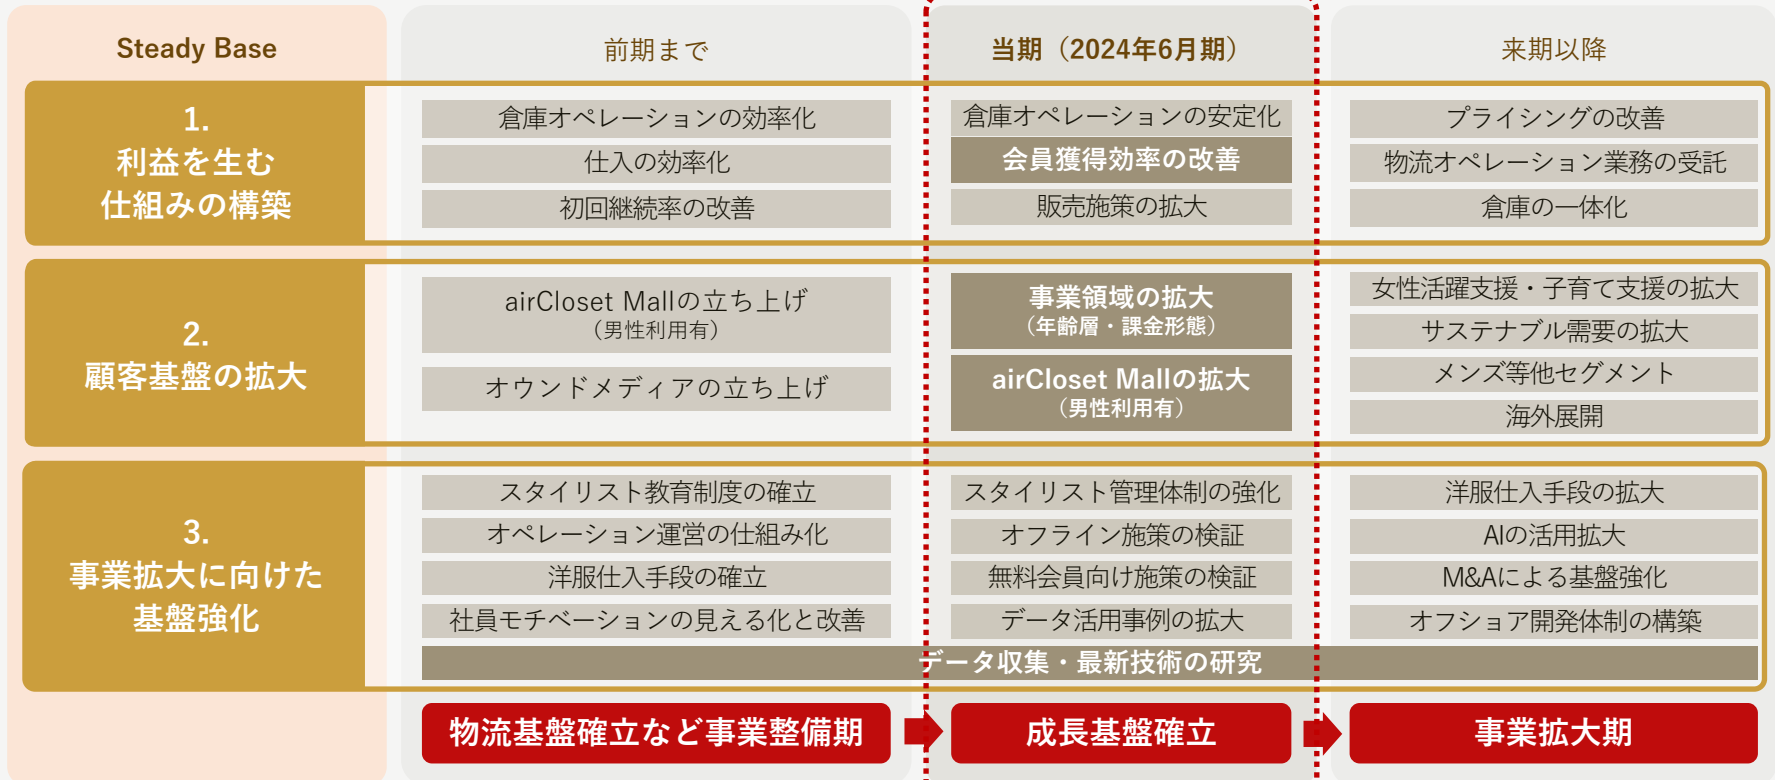 Steady Base
前期まで
当期（2024年6月期）
来期以降
1.
利益を生む
仕組みの構築
倉庫オペレーションの効率化
仕入の効率化
初回継続率の改善
倉庫オペレーションの安定化
会員獲得効率の改善
販売施策の拡大
プライシングの改善
物流オペレーション業務の受託
倉庫の一体化
2.
顧客基盤の拡大
airCloset Mallの立ち上げ
（男性利用有）
オウンドメディアの立ち上げ
事業領域の拡大
（年齢層・課金形態）
airCloset Mallの拡大
（男性利用有）
女性活躍支援・子育て支援の拡大
サステナブル需要の拡大
メンズ等他セグメント
海外展開
3.
事業拡大に向けた
基盤強化
スタイリスト教育制度の確立
オペレーション運営の仕組み化
洋服仕入手段の確立
社員モチベーションの見える化と改善
スタイリスト管理体制の強化
オフライン施策の検証
無料会員向け施策の検証
データ活用事例の拡大
洋服仕入手段の拡大
AIの活用拡大
M&Aによる基盤強化
オフショア開発体制の構築
データ収集・最新技術の研究
物流基盤確立など事業整備期
成長基盤確立
事業拡大期